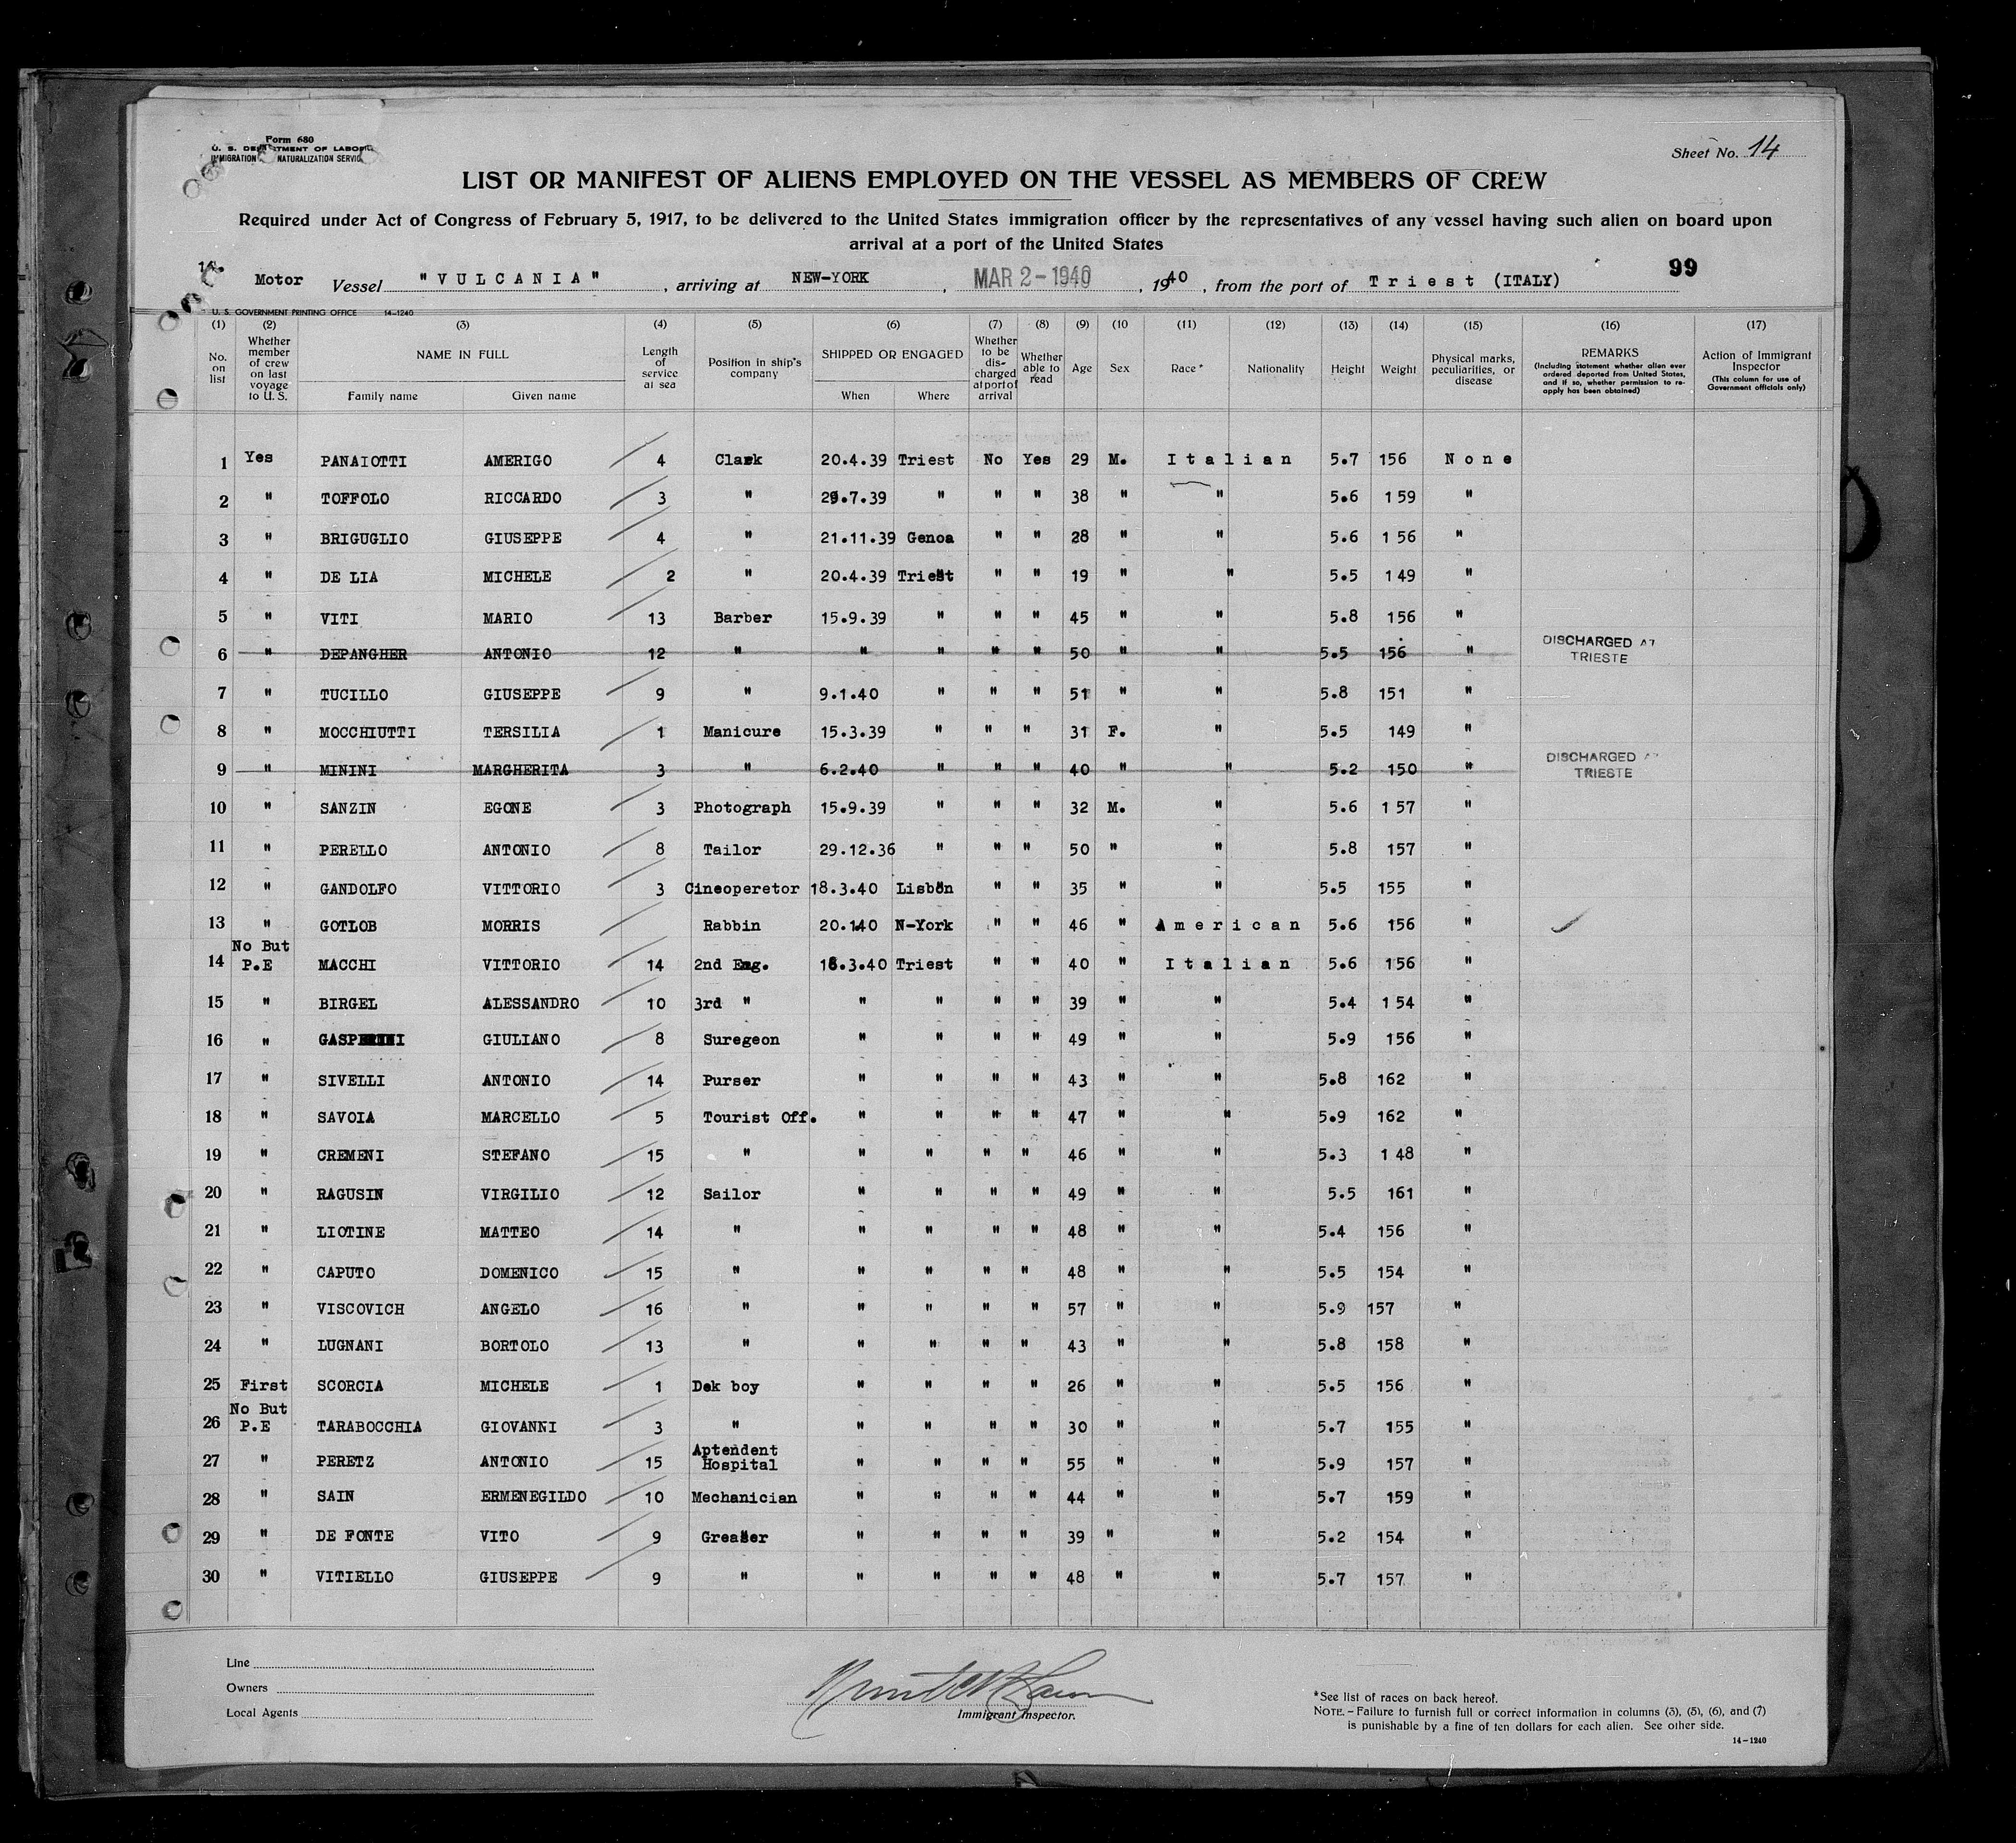 Form 680
U. S. DEPARTMENT OF LABOR
IMMIGRATION NATURALIZATION SERVIC
Sheet No. 14
LIST OR MANIFEST OF ALIENS EMPLOYED ON THE VESSEL AS MEMBERS OF CREW
Required under Act of Congress of February 5, 1917, to be delivered to the United States immigration officer by the representatives of any vessel having such alien on board upon
arrival at a port of the United States
14.
99
Motor Vessel "VULCANIA", arriving at NEW-YORK, MAR 2-1940, 1940, from the port of Triest (ITALY)
U. S. GOVERNMENT PRINTING OFFICE 14-1240
(1) (2) (3) (4) (5) (6) (7) (8) (9) (10 (11) (12) (13) (14) (15) (16) (17)
No. on list
Whether member of crew on last voyage to U. S.
NAME IN FULL
Family name Given name
Length of service at sea
Position in ship's company
SHIPPED OR ENGAGED
When Where
Whether to be discharged at port of arrival
Whether able to read
Age
Sex
Race*
Nationality
Height
Weight
Physical marks, peculiarities, or disease
REMARKS
(Including statement whether alien ever ordered deported from United States, and if so, whether permission to re-apply has been obtained)
Action of Immigrant Inspector
(This column for use of Government officials only)
1 Yes PANAIOTTI AMERIGO 4 Clark 20.4.39 Triest No Yes 29 M. Italian 5.7 156 None
2 " TOFFOLO RICCARDO 3 " 29.7.39 " " " 38 " " 5.6 159 "
3 " BRIGUGLIO GIUSEPPE 4 " 21.11.39 Genoa " " 28 " " 5.6 156 "
4 " DE LIA MICHELE 2 " 20.4.39 Triest " " 19 " " 5.5 149 "
5 " VITI MARIO 13 Barber 15.9.39 " " " 45 " " 5.8 156 "
6 " DEPANGHER ANTONIO 12 " " " " " 50 " " 5.5 156 " DISCHARGED AT TRIESTE
7 " TUCILLO GIUSEPPE 9 " 9.1.40 " " " 51 " " 5.8 151 "
8 " MOCCHIUTTI TERSILIA 1 Manicure 15.3.39 " " " 31 F. " 5.5 149 "
9 " MININI MARGHERITA 3 " 6.2.40 " " " 40 " " 5.2 150 " DISCHARGED AT TRIESTE
10 " SANZIN EGONE 3 Photograph 15.9.39 " " " 32 M. " 5.6 157 "
11 " PERELLO ANTONIO 8 Tailor 29.12.36 " " " 50 " " 5.8 157 "
12 " GANDOLFO VITTORIO 3 Cineoperetor 18.3.40 Lisbon " " 35 " " 5.5 155 "
13 " GOTLOB MORRIS Rabbin 20.140 N-York " " 46 " American 5.6 156 "
14 No But P.E MACCHI VITTORIO 14 2nd Eng. 18.3.40 Triest " " 40 " Italian 5.6 156 "
15 " BIRGEL ALESSANDRO 10 3rd " " " " " 39 " " 5.4 154 "
16 " GASPERINI GIULIANO 8 Suregeon " " " " 49 " " 5.9 156 "
17 " SIVELLI ANTONIO 14 Purser " " " " 43 " " 5.8 162 "
18 " SAVOIA MARCELLO 5 Tourist Off. " " " " 47 " " 5.9 162 "
19 " CREMENI STEFANO 15 " " " " " 46 " " 5.3 148 "
20 " RAGUSIN VIRGILIO 12 Sailor " " " " 49 " " 5.5 161 "
21 " LIOTINE MATTEO 14 " " " " " 48 " " 5.4 156 "
22 " CAPUTO DOMENICO 15 " " " " " 48 " " 5.5 154 "
23 " VISCOVICH ANGELO 16 " " " " " 57 " " 5.9 157 "
24 " LUGNANI BORTOLO 13 " " " " " 43 " " 5.8 158 "
25 First SCORCIA MICHELE 1 Dek boy " " " " 26 " " 5.5 156 "
26 No But P.E TARABOCCHIA GIOVANNI 3 " " " " " 30 " " 5.7 155 "
27 " PERETZ ANTONIO 15 Aptendent Hospital " " " " 55 " " 5.9 157 "
28 " SAIN ERMENEGILDO 10 Mechanician " " " " 44 " " 5.7 159 "
29 " DE FONTE VITO 9 Greaser " " " " 39 " " 5.2 154 "
30 " VITIELLO GIUSEPPE 9 " " " " " 48 " " 5.7 157 "
Line
Owners
Local Agents
Immigrant Inspector.
*See list of races on back hereof.
NOTE.–Failure to furnish full or correct information in columns (3), (5), (6), and (7)
is punishable by a fine of ten dollars for each alien. See other side.
14–1240